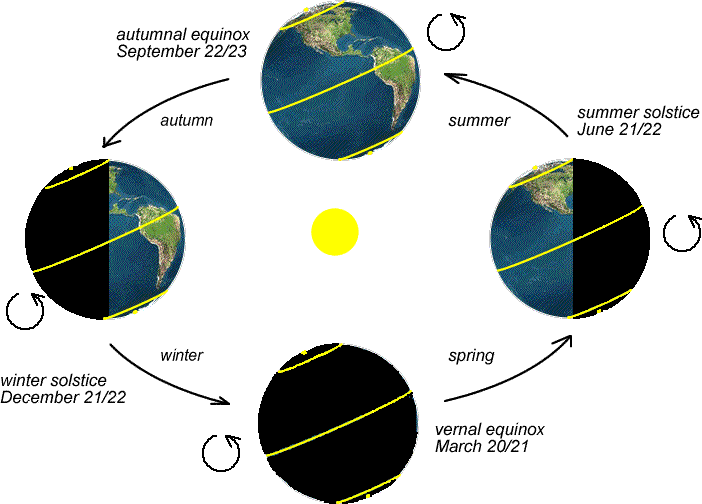 autumnal equinox
September 22/23
summer solstice
June 21/22
autumn
summer
winter
spring
winter solstice
December 21/22
vernal equinox
March 20/21